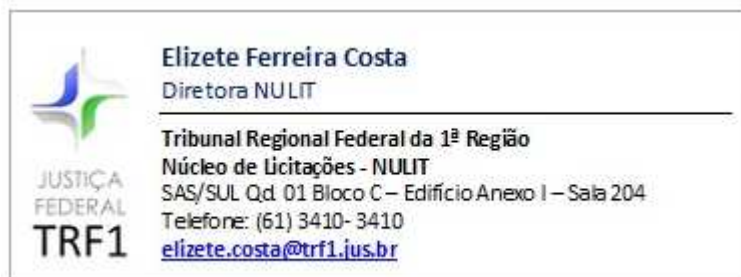 Elizete Ferreira Costa
Diretora NULIT
Tribunal Regional Federal da 1ª Região
Núcleo de Licitações - NULIT
SAS/SUL Qd. 01 Bloco C – Edifício Anexo I – Sala 204
Telefone: (61) 3410- 3410
elizete.costa@trf1.jus.br
JUSTIÇA
FEDERAL
TRF1